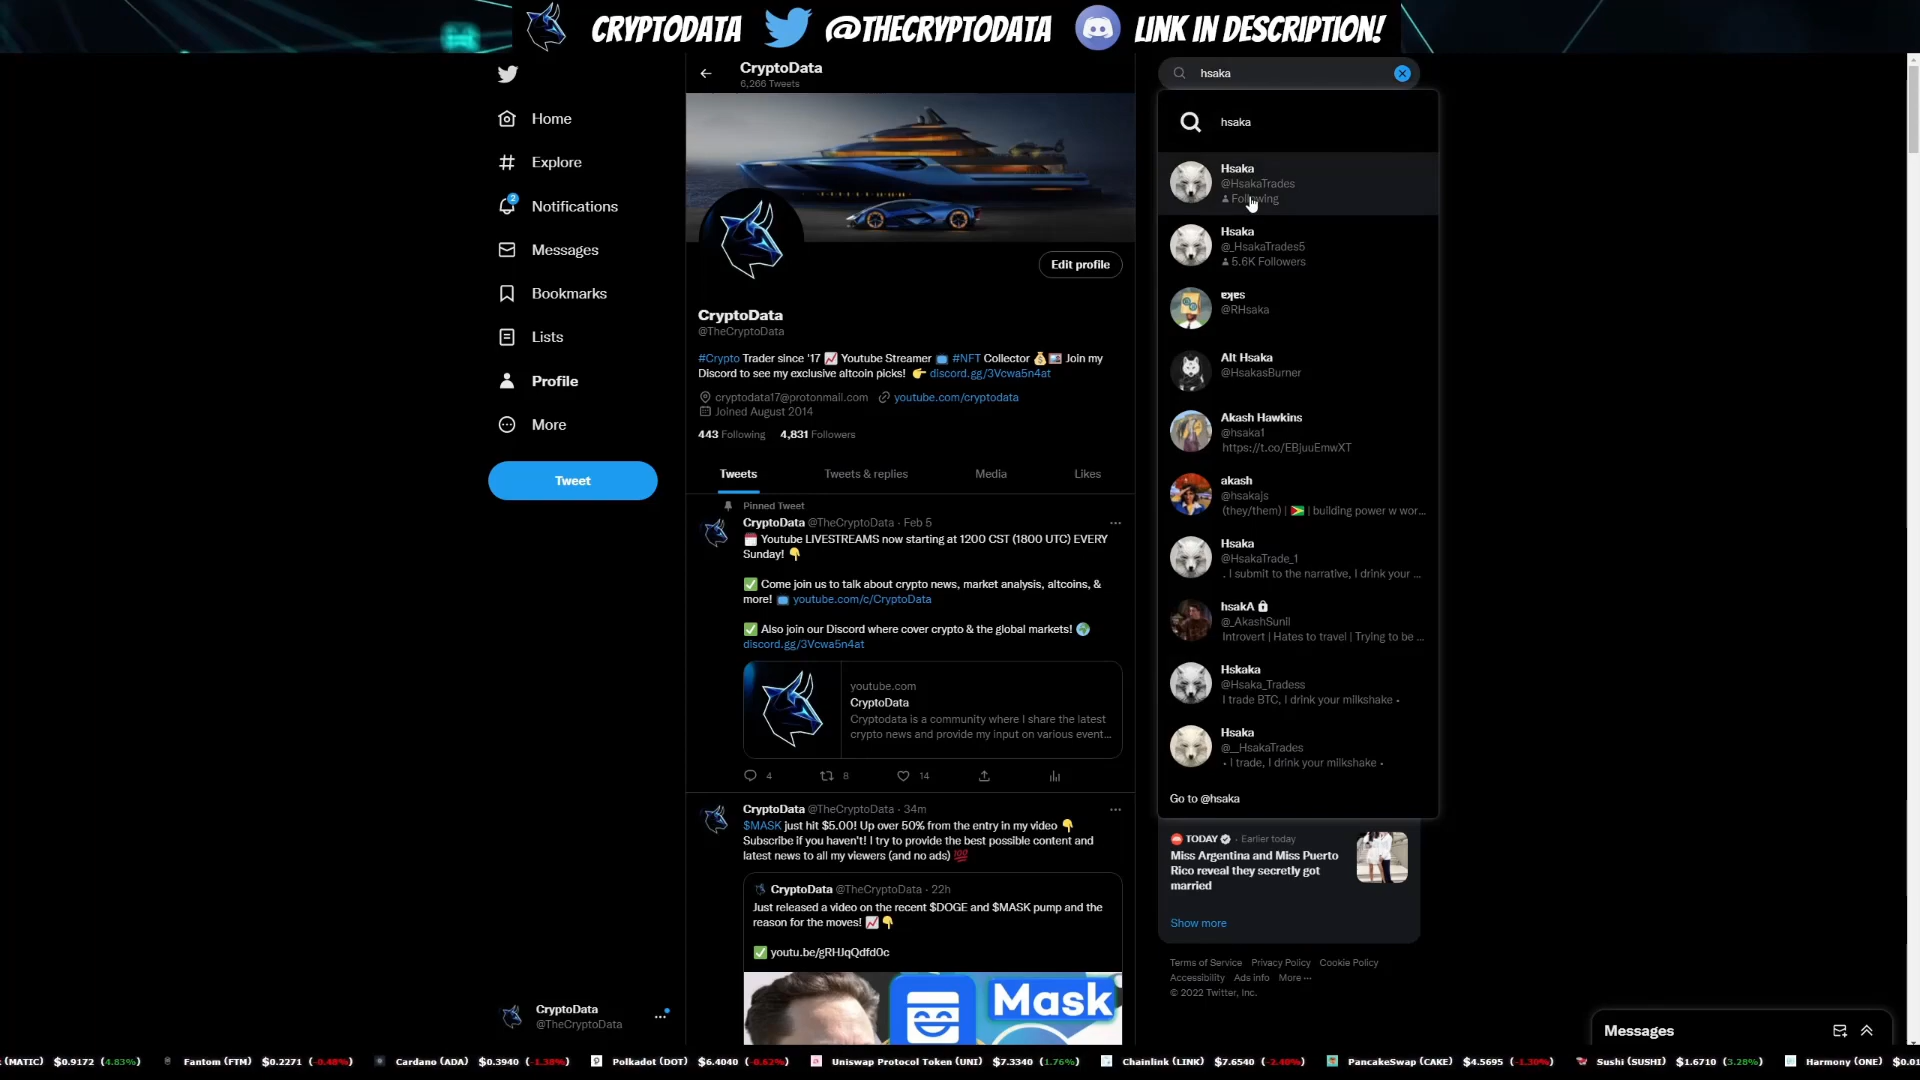 CRYPTODATA @THECRYPTODATA LINK IN DESCRIPTION!
Home
Explore
2
Notifications
Messages
Bookmarks
Lists
Profile
More
Tweet
CryptoData
@TheCryptoData
CryptoData
6,266 Tweets
Edit profile
CryptoData
@TheCryptoData
#Crypto Trader since '17 📈 Youtube Streamer 📺 #NFT Collector 💰🖼️ Join my
Discord to see my exclusive altcoin picks! 👉 discord.gg/3Vcwa5n4at
cryptodata17@protonmail.com youtube.com/cryptodata
Joined August 2014
443 Following 4,831 Followers
Tweets Tweets & replies Media Likes
Pinned Tweet
CryptoData @TheCryptoData · Feb 5
🗓️ Youtube LIVESTREAMS now starting at 1200 CST (1800 UTC) EVERY
Sunday! 👇
✅ Come join us to talk about crypto news, market analysis, altcoins, &
more! 📺 youtube.com/c/CryptoData
✅ Also join our Discord where cover crypto & the global markets! 🌍
discord.gg/3Vcwa5n4at
youtube.com
CryptoData
Cryptodata is a community where I share the latest
crypto news and provide my input on various event...
4 8 14
CryptoData @TheCryptoData · 34m
$MASK just hit $5.00! Up over 50% from the entry in my video 👇
Subscribe if you haven't! I try to provide the best possible content and
latest news to all my viewers (and no ads) 💯
CryptoData @TheCryptoData · 22h
Just released a video on the recent $DOGE and $MASK pump and the
reason for the moves! 📈👇
✅ youtu.be/gRHJqQdfd0c
Mask
hsaka
hsaka
Hsaka
@HsakaTrades
Following
Hsaka
@_HsakaTrades5
5.6K Followers
@RHsaka
Alt Hsaka
@HsakasBurner
Akash Hawkins
@hsaka1
https://t.co/EBJuuEmwXT
akash
@hsakajs
(they/them) | 🇬🇾 | building power w wor...
Hsaka
@HsakaTrade_1
. I submit to the narrative, I drink your ...
hsakA 🔒
@_AkashSunil
Introvert | Hates to travel | Trying to be ...
Hskaka
@Hsaka_Tradess
I trade BTC, I drink your milkshake •
Hsaka
@__HsakaTrades
• I trade, I drink your milkshake •
Go to @hsaka
TODAY · Earlier today
Miss Argentina and Miss Puerto
Rico reveal they secretly got
married
Show more
Terms of Service Privacy Policy Cookie Policy
Accessibility Ads info More ···
© 2022 Twitter, Inc.
Messages
(MATIC) $0.9172 (4.83%) Fantom (FTM) $0.2271 (-0.48%) Cardano (ADA) $0.3940 (-1.38%) Polkadot (DOT) $6.4040 (-0.62%) Uniswap Protocol Token (UNI) $7.3340 (1.76%) Chainlink (LINK) $7.6540 (-2.40%) PancakeSwap (CAKE) $4.5695 (-1.30%) Sushi (SUSHI) $1.6710 (3.28%) Harmony (ONE) $0.01